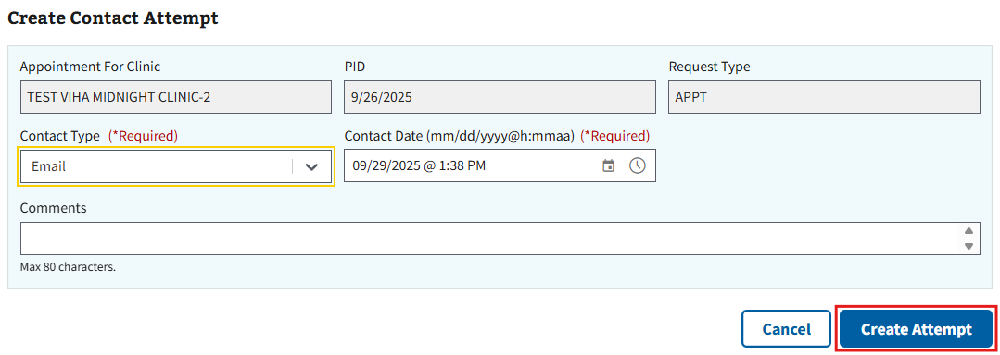 Create Contact Attempt
Appointment For Clinic PID Request Type
TEST VIHA MIDNIGHT CLINIC-2 9/26/2025 APPT
Contact Type (*Required) Contact Date (mm/dd/yyyy@h:mmaa) (*Required)
Email 09/29/2025 @ 1:38 PM
Comments
Max 80 characters.
Cancel Create Attempt